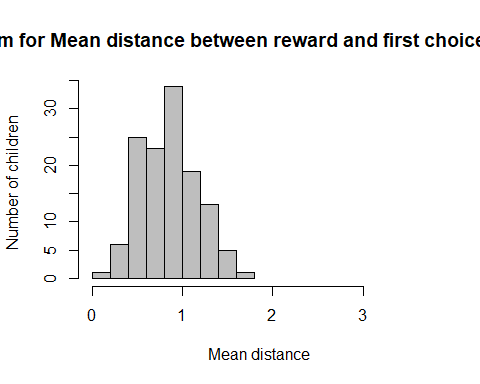 m for Mean distance between reward and first choice
Number of children
30
20
10
5
0
0 1 2 3
Mean distance